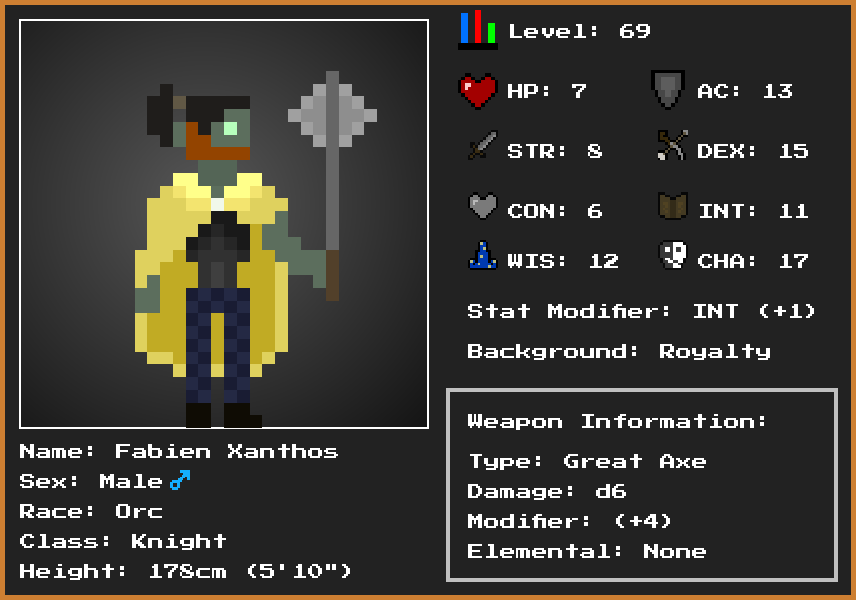 Level: 69
HP: 7
AC: 13
STR: 8
DEX: 15
CON: 6
INT: 11
WIS: 12
CHA: 17
Stat Modifier: INT (+1)
Background: Royalty
Weapon Information:
Type: Great Axe
Damage: d6
Modifier: (+4)
Elemental: None
Name: Fabien Xanthos
Sex: Male ♂
Race: Orc
Class: Knight
Height: 178cm (5'10")